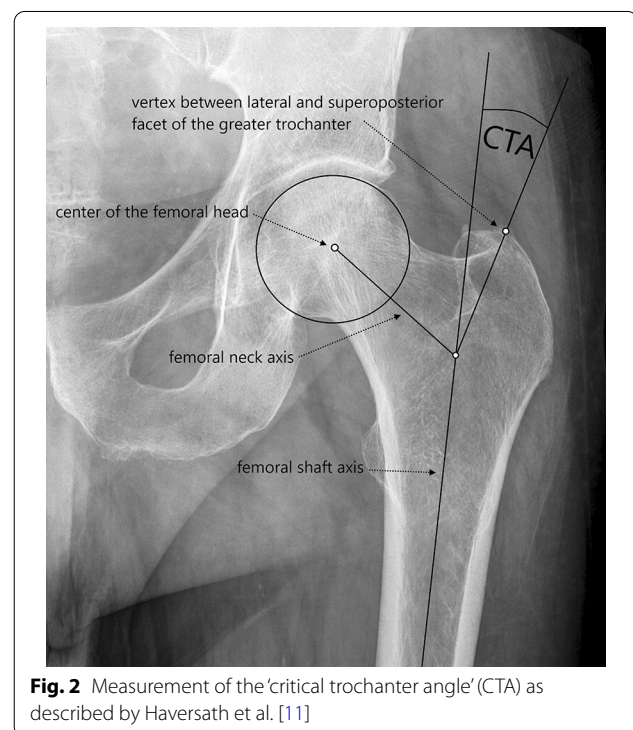 vertex between lateral and superoposterior
facet of the greater trochanter
CTA
center of the femoral head
femoral neck axis
femoral shaft axis
Fig. 2 Measurement of the ‘critical trochanter angle’ (CTA) as
described by Haversath et al. [11]